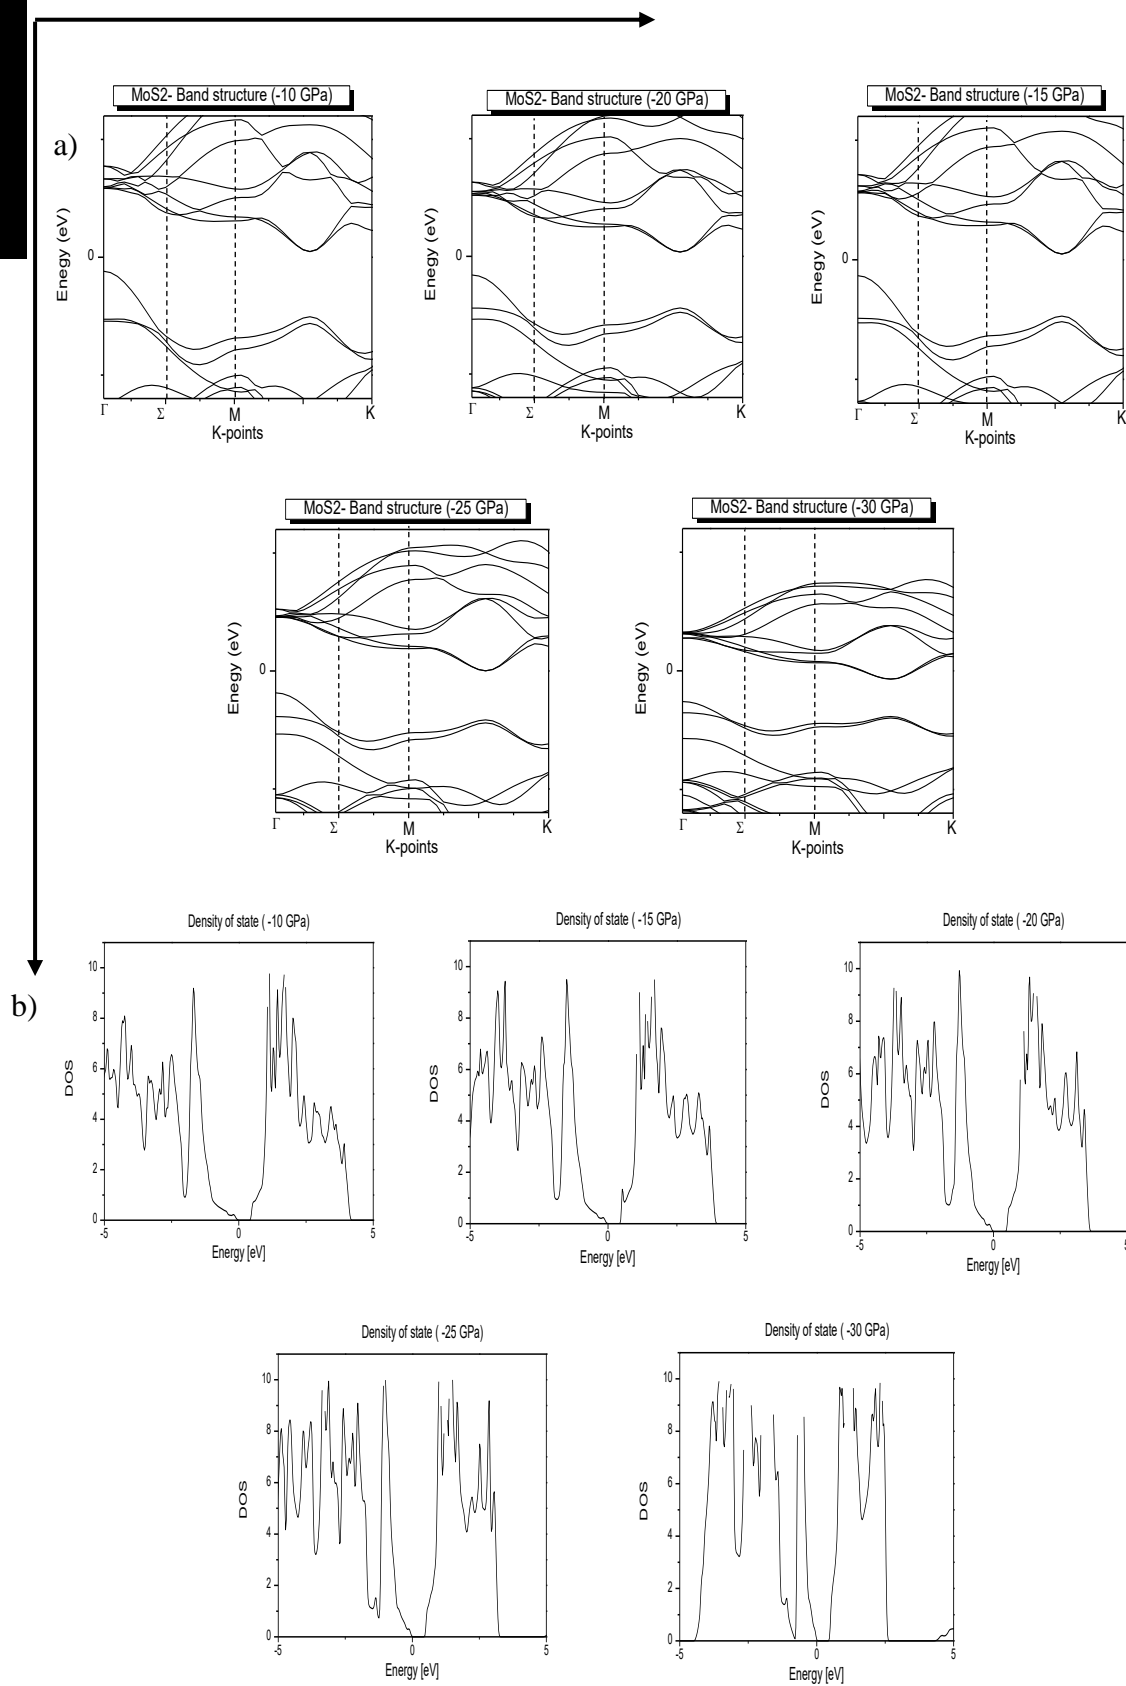 MoS2- Band structure (-10 GPa)
MoS2- Band structure (-20 GPa)
MoS2- Band structure (-15 GPa)
a)
Enegy (eV)
0
Γ
Σ
M
K
K-points
Enegy (eV)
0
Γ
Σ
M
K
K-points
Enegy (eV)
0
Γ
Σ
M
K
K-points
MoS2- Band structure (-25 GPa)
MoS2- Band structure (-30 GPa)
Enegy (eV)
0
Γ
Σ
M
K
K-points
Enegy (eV)
0
Γ
Σ
M
K
K-points
b)
Density of state ( -10 GPa)
DOS
10
8
6
4
2
0
-5
0
5
Energy [eV]
Density of state ( -15 GPa)
DOS
10
8
6
4
2
0
-5
0
5
Energy [eV]
Density of state ( -20 GPa)
DOS
10
8
6
4
2
0
-5
0
5
Energy [eV]
Density of state ( -25 GPa)
DOS
10
8
6
4
2
0
-5
0
5
Energy [eV]
Density of state ( -30 GPa)
DOS
10
8
6
4
2
0
-5
0
5
Energy [eV]